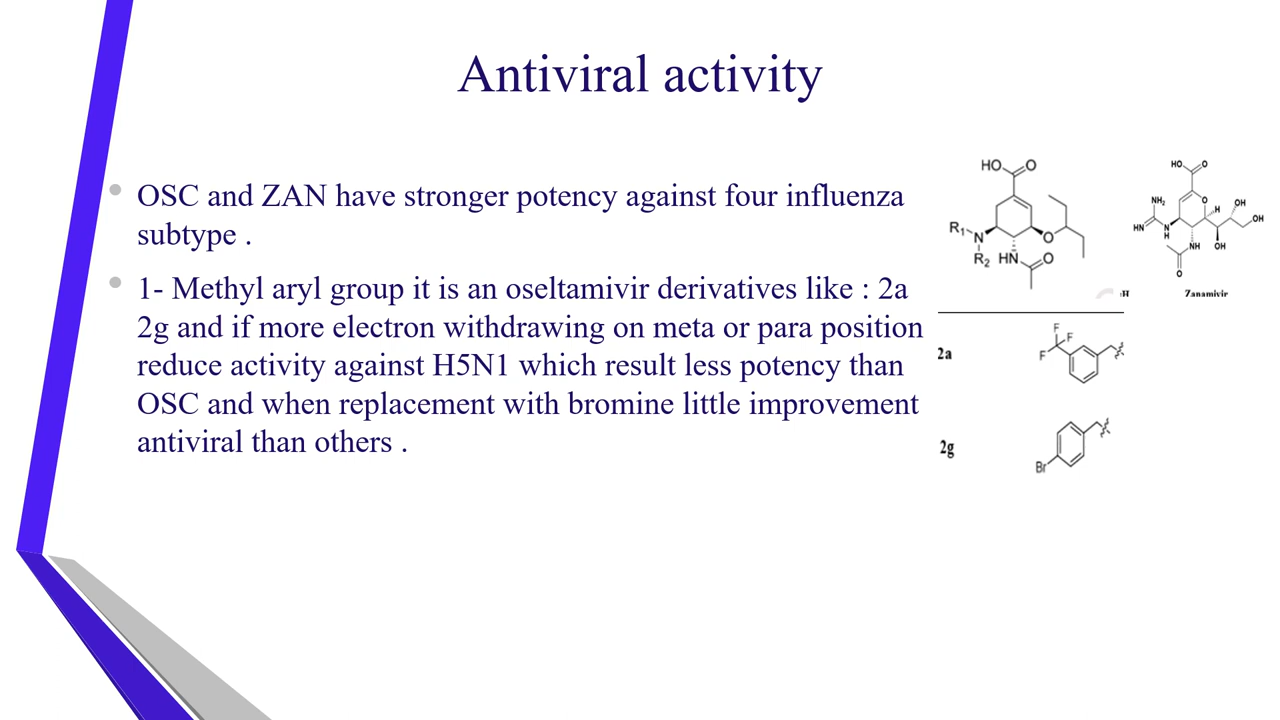 Antiviral activity
OSC and ZAN have stronger potency against four influenza
subtype .
1- Methyl aryl group it is an oseltamivir derivatives like : 2a
2g and if more electron withdrawing on meta or para position
reduce activity against H5N1 which result less potency than
OSC and when replacement with bromine little improvement
antiviral than others .
HO O
R1 N
R2 HN O
O
HO O
NH2
HN N
H
O H
OH
OH
OH
NH
O
Zanamivir
2a
F
F
F
2g
Br